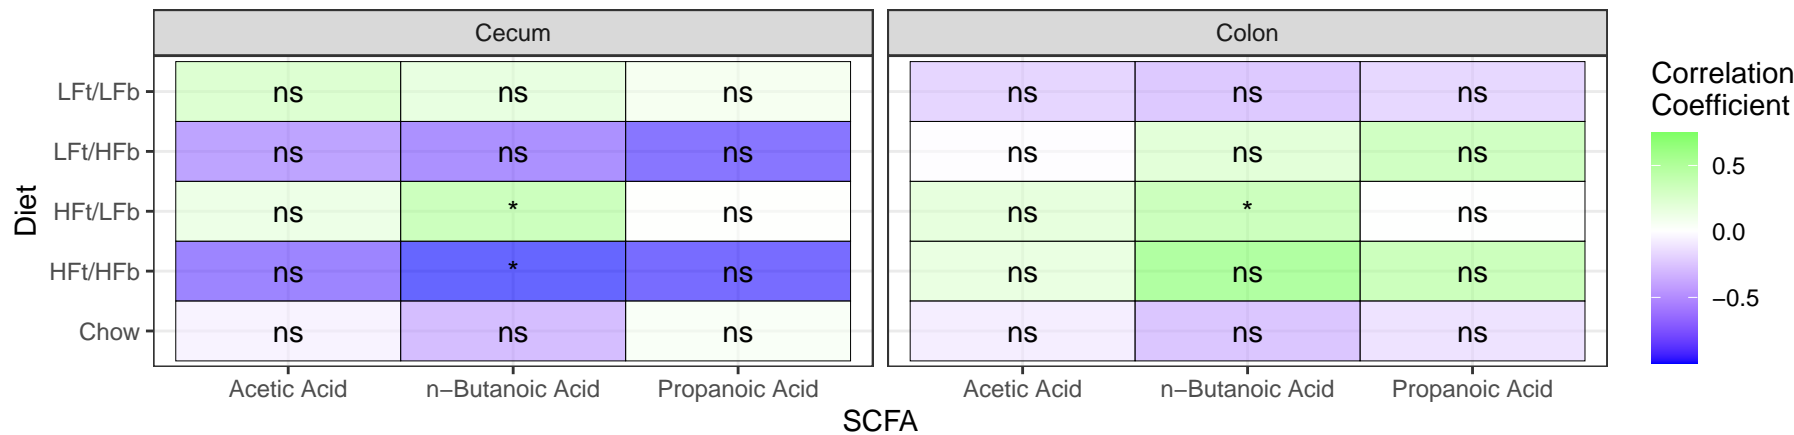 Cecum
Colon
Correlation
Coefficient
0.5
0.0
−0.5
Diet
LFt/LFb ns ns ns ns ns ns
LFt/HFb ns ns ns ns ns ns
HFt/LFb ns * ns ns * ns
HFt/HFb ns * ns ns ns ns
Chow ns ns ns ns ns ns
Acetic Acid n−Butanoic Acid Propanoic Acid Acetic Acid n−Butanoic Acid Propanoic Acid
SCFA